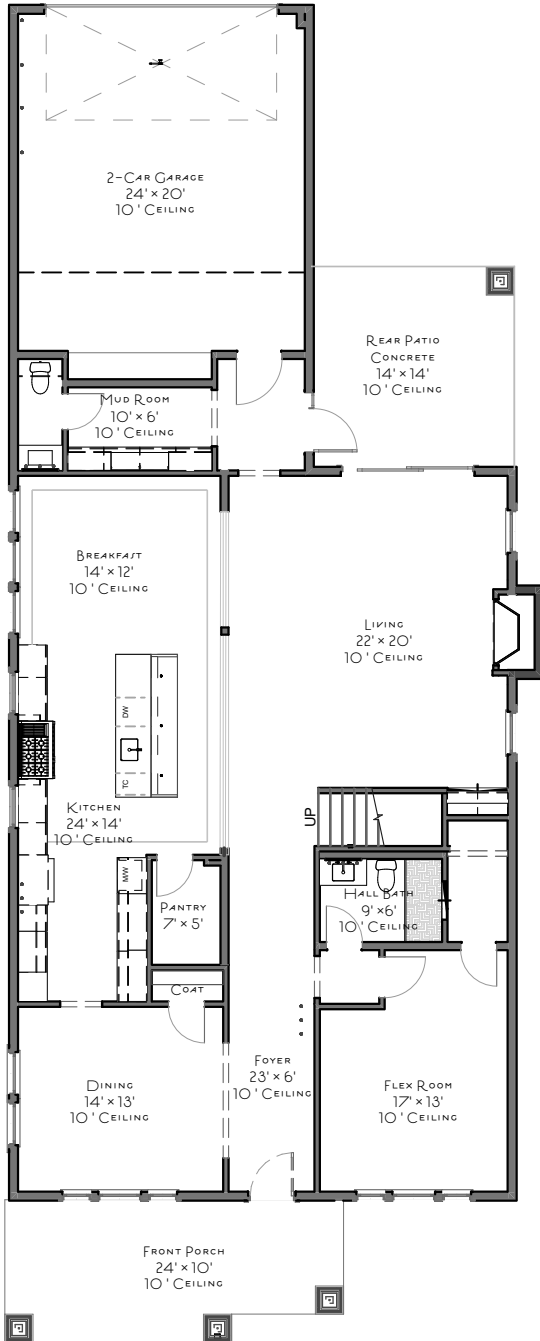 2-Car Garage
24' × 20'
10' Ceiling
Rear Patio
Concrete
14' × 14'
10' Ceiling
Mud Room
10' × 6'
10' Ceiling
Breakfast
14' × 12'
10' Ceiling
Living
22' × 20'
10' Ceiling
DW
TC
Kitchen
24' × 14'
10' Ceiling
UP
MW
Pantry
7' × 5'
Hall Bath
9' × 6'
10' Ceiling
Coat
Foyer
23' × 6'
10' Ceiling
Dining
14' × 13'
10' Ceiling
Flex Room
17' × 13'
10' Ceiling
Front Porch
24' × 10'
10' Ceiling